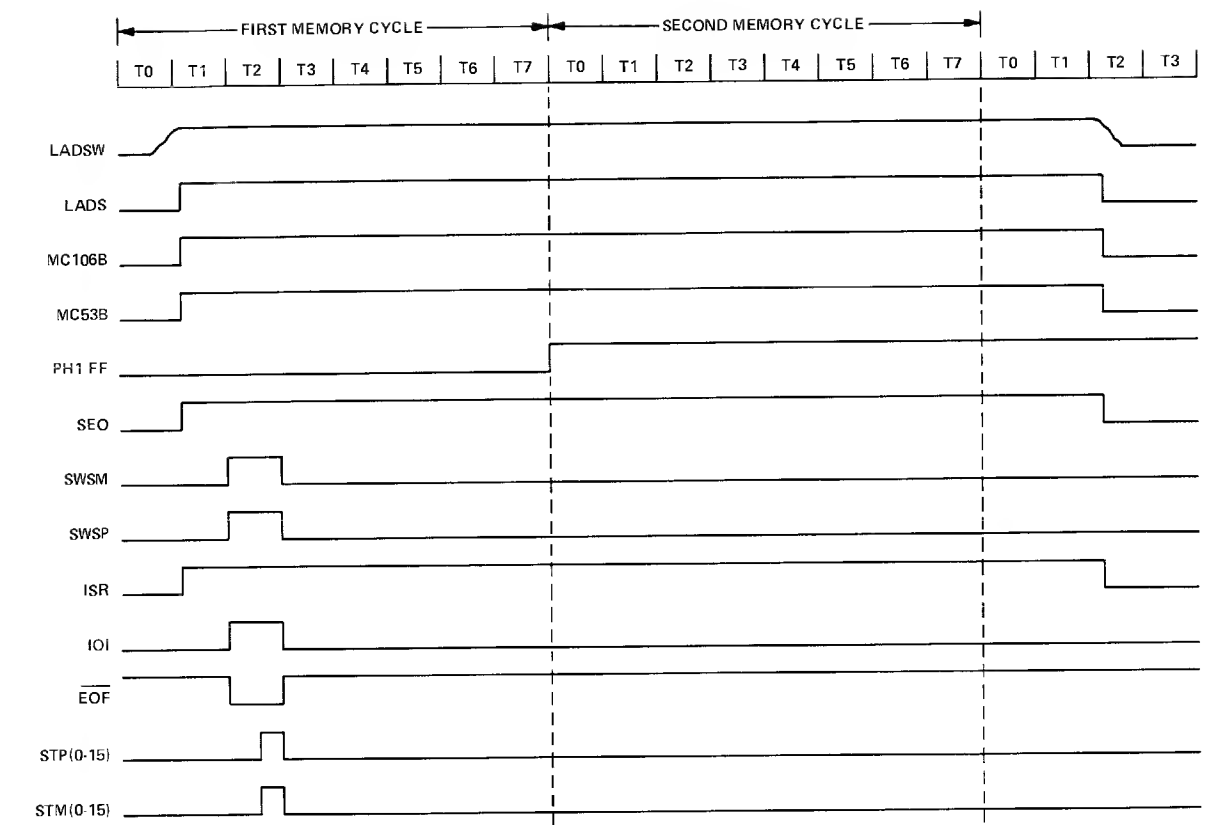 FIRST MEMORY CYCLE SECOND MEMORY CYCLE
T0 T1 T2 T3 T4 T5 T6 T7 T0 T1 T2 T3 T4 T5 T6 T7 T0 T1 T2 T3
LADSW
LADS
MC106B
MC53B
PH1 FF
SEO
SWSM
SWSP
ISR
IOI
EOF
STP(0-15)
STM(0-15)